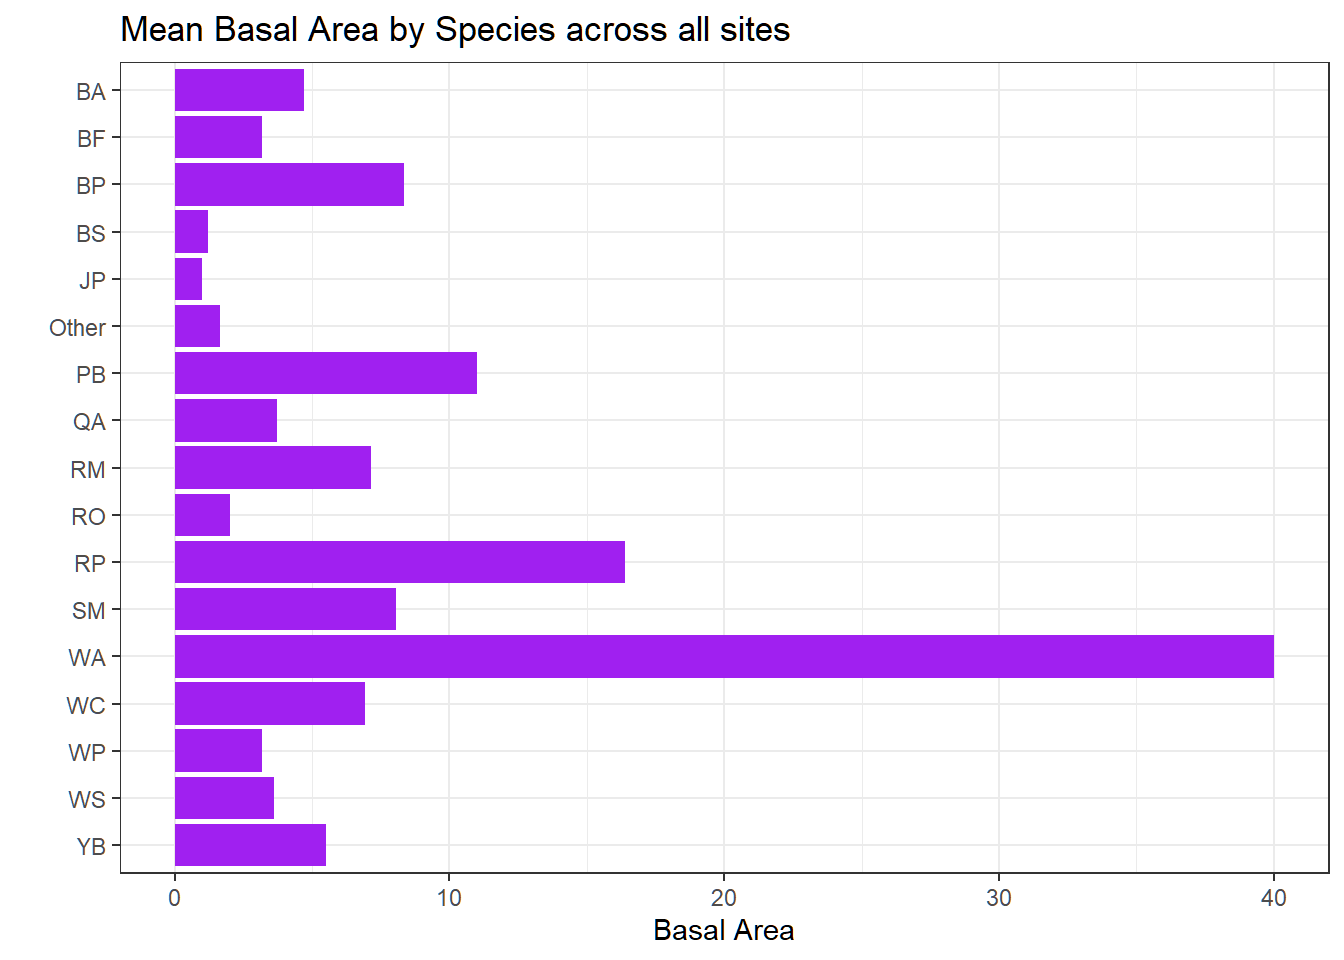 Mean Basal Area by Species across all sites
BA
BF
BP
BS
JP
Other
PB
QA
RM
RO
RP
SM
WA
WC
WP
WS
YB
0 10 20 30 40
Basal Area